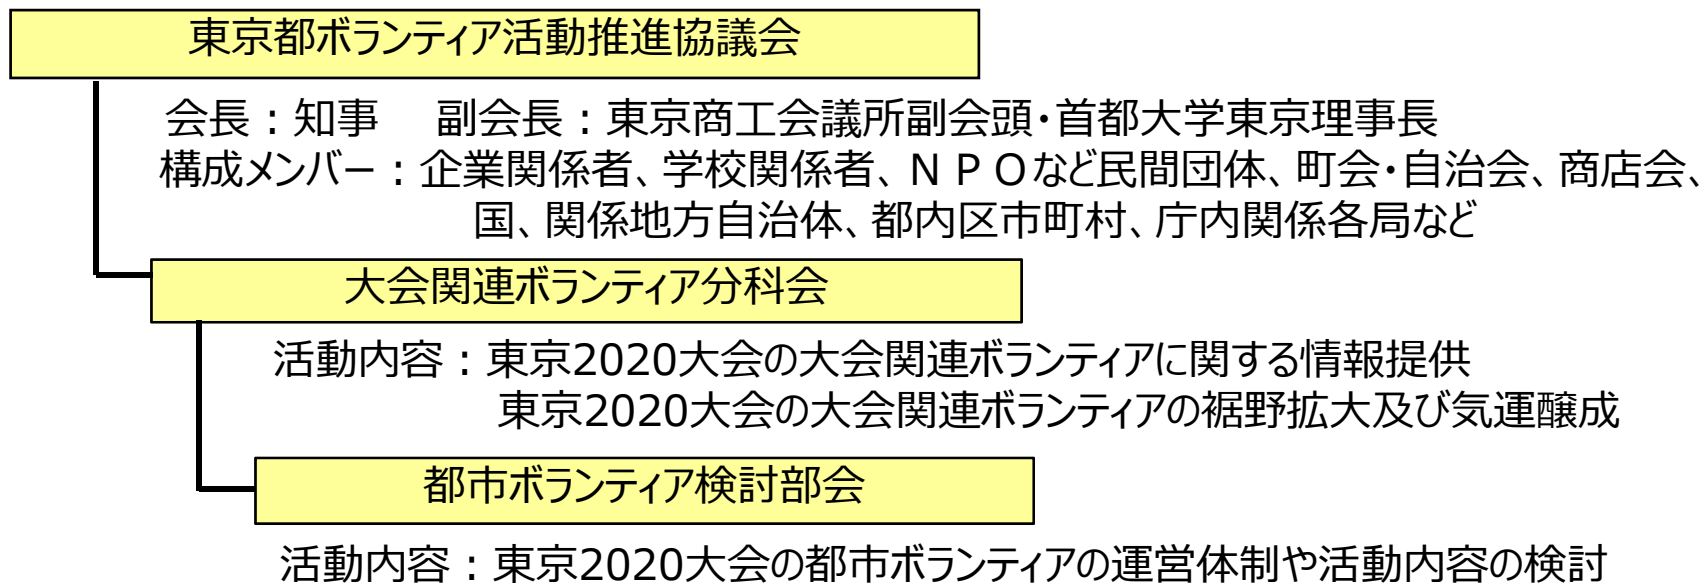 東京都ボランティア活動推進協議会
会長：知事　副会長：東京商工会議所副会頭・首都大学東京理事長
構成メンバー：企業関係者、学校関係者、ＮＰＯなど民間団体、町会・自治会、商店会、
国、関係地方自治体、都内区市町村、庁内関係各局など
大会関連ボランティア分科会
活動内容：東京2020大会の大会関連ボランティアに関する情報提供
東京2020大会の大会関連ボランティアの裾野拡大及び気運醸成
都市ボランティア検討部会
活動内容：東京2020大会の都市ボランティアの運営体制や活動内容の検討